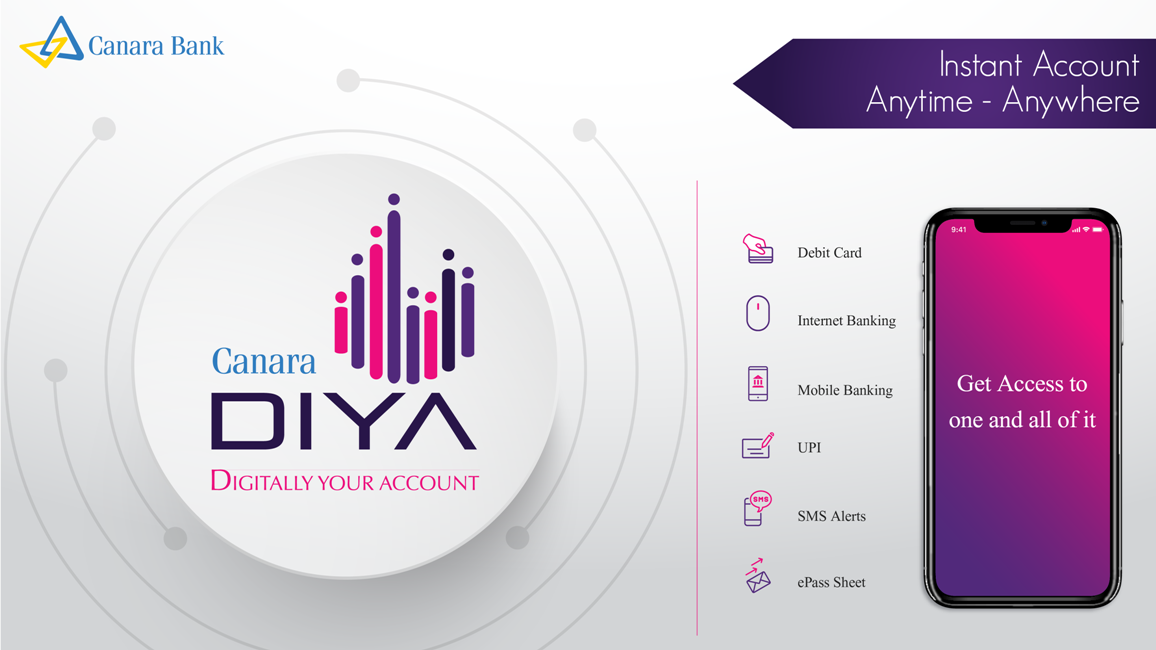 Canara Bank
Instant Account
Anytime - Anywhere
Canara
DIYA
DIGITALLY YOUR ACCOUNT
Debit Card
Internet Banking
Mobile Banking
UPI
SMS
SMS Alerts
ePass Sheet
9:41
Get Access to
one and all of it